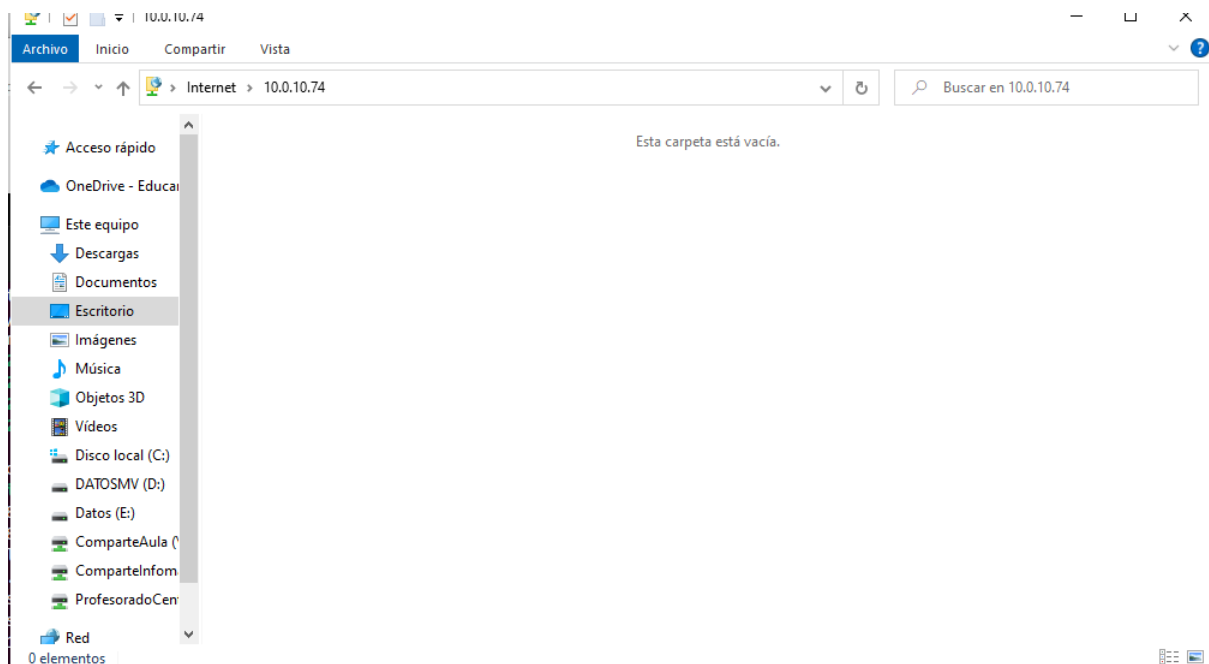 10.0.10.74
Archivo Inicio Compartir Vista
Internet > 10.0.10.74 Buscar en 10.0.10.74
Esta carpeta está vacía.
Acceso rápido
OneDrive - Educa
Este equipo
Descargas
Documentos
Escritorio
Imágenes
Música
Objetos 3D
Vídeos
Disco local (C:)
DATOSMV (D:)
Datos (E:)
ComparteAula (
ComparteInfom
ProfesoradoCen
Red
0 elementos